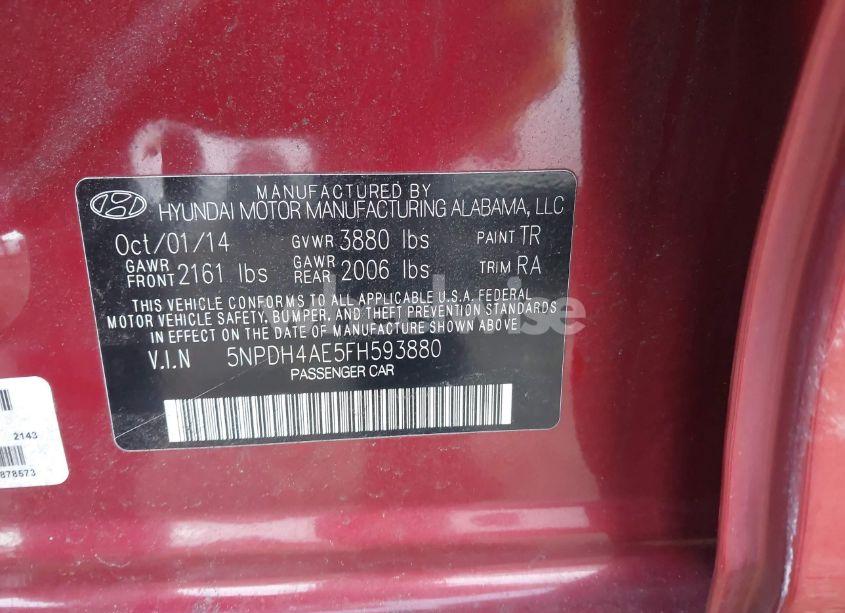 MANUFACTURED BY
HYUNDAI MOTOR MANUFACTURING ALABAMA, LLC
Oct/01/14 GVWR 3880 lbs PAINT TR
GAWR FRONT 2161 lbs GAWR REAR 2006 lbs TRIM RA
THIS VEHICLE CONFORMS TO ALL APPLICABLE U.S.A. FEDERAL
MOTOR VEHICLE SAFETY, BUMPER, AND THEFT PREVENTION STANDARDS
IN EFFECT ON THE DATE OF MANUFACTURE SHOWN ABOVE
V.I.N 5NPDH4AE5FH593880
PASSENGER CAR
2143
878573